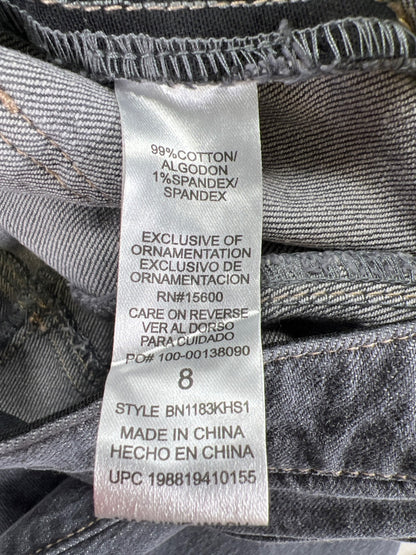 99%COTTON/
ALGODON
1%SPANDEX/
SPANDEX
EXCLUSIVE OF
ORNAMENTATION
EXCLUSIVO DE
ORNAMENTACION
RN#15600
CARE ON REVERSE
VER AL DORSO
PARA CUIDADO
PO# 100-00138090
8
STYLE BN1183KHS1
MADE IN CHINA
HECHO EN CHINA
UPC 198819410155